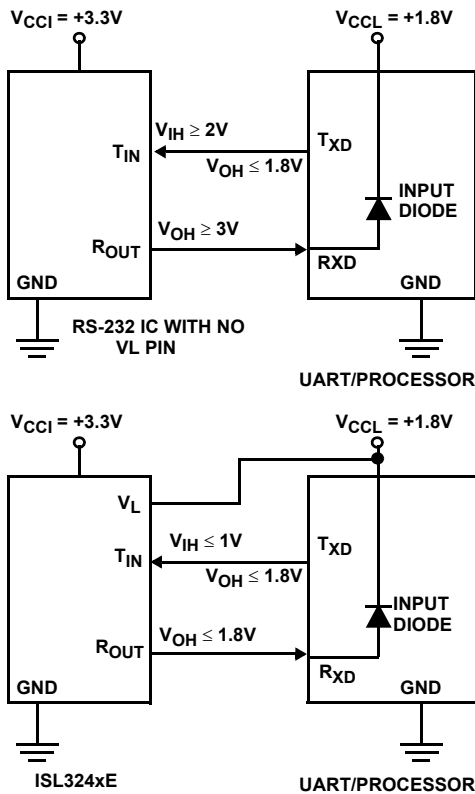 VCCI = +3.3V
VCCL = +1.8V
VIH ≥ 2V
TIN
TXD
VOH ≤ 1.8V
INPUT
DIODE
VOH ≥ 3V
ROUT
RXD
GND
GND
RS-232 IC WITH NO
VL PIN
UART/PROCESSOR
VCCI = +3.3V
VCCL = +1.8V
VL
VIH ≤ 1V
TIN
TXD
VOH ≤ 1.8V
INPUT
DIODE
VOH ≤ 1.8V
ROUT
RXD
GND
GND
ISL324xE
UART/PROCESSOR